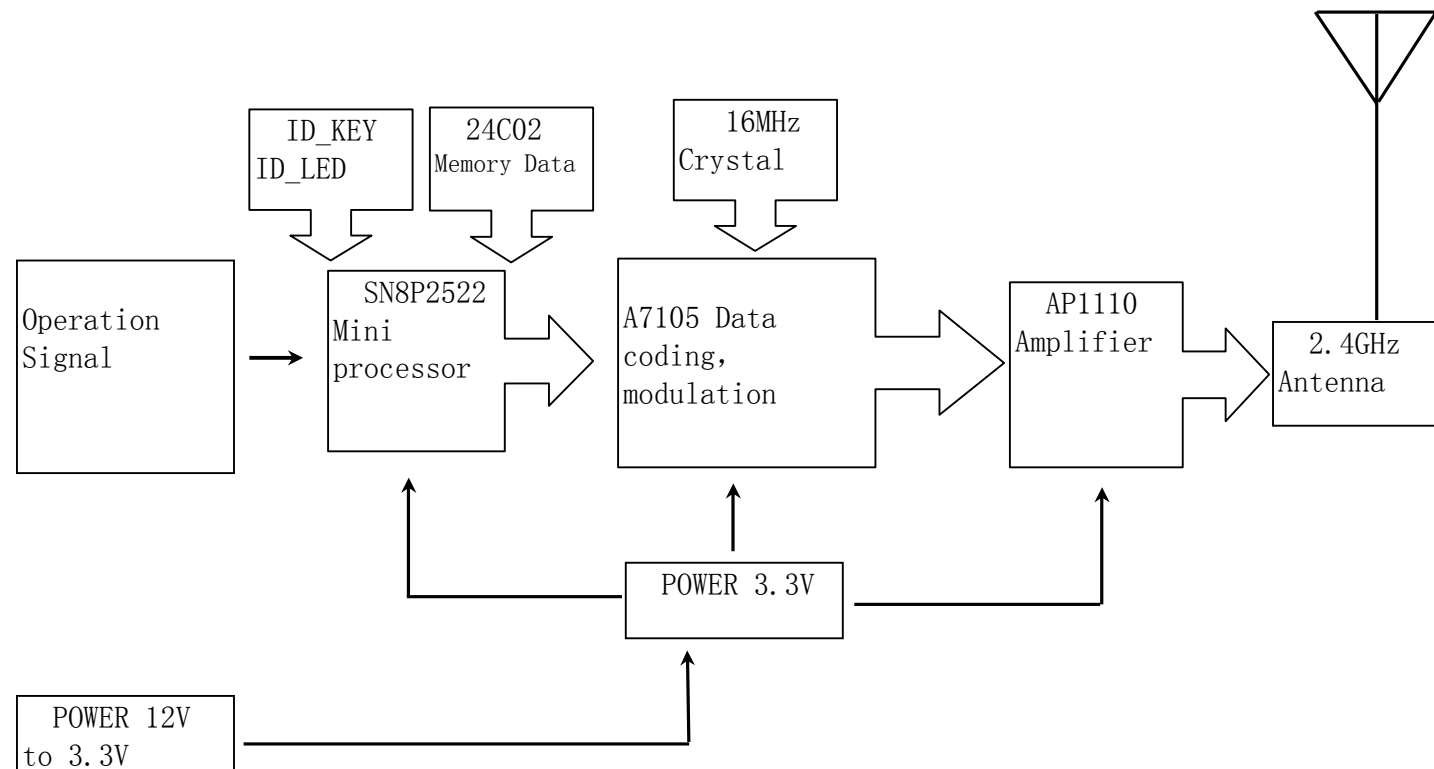 ID_KEY
ID_LED
24C02
Memory Data
16MHz
Crystal
Operation
Signal
SN8P2522
Mini
processor
A7105 Data
coding,
modulation
AP1110
Amplifier
2.4GHz
Antenna
POWER 3.3V
POWER 12V
to 3.3V